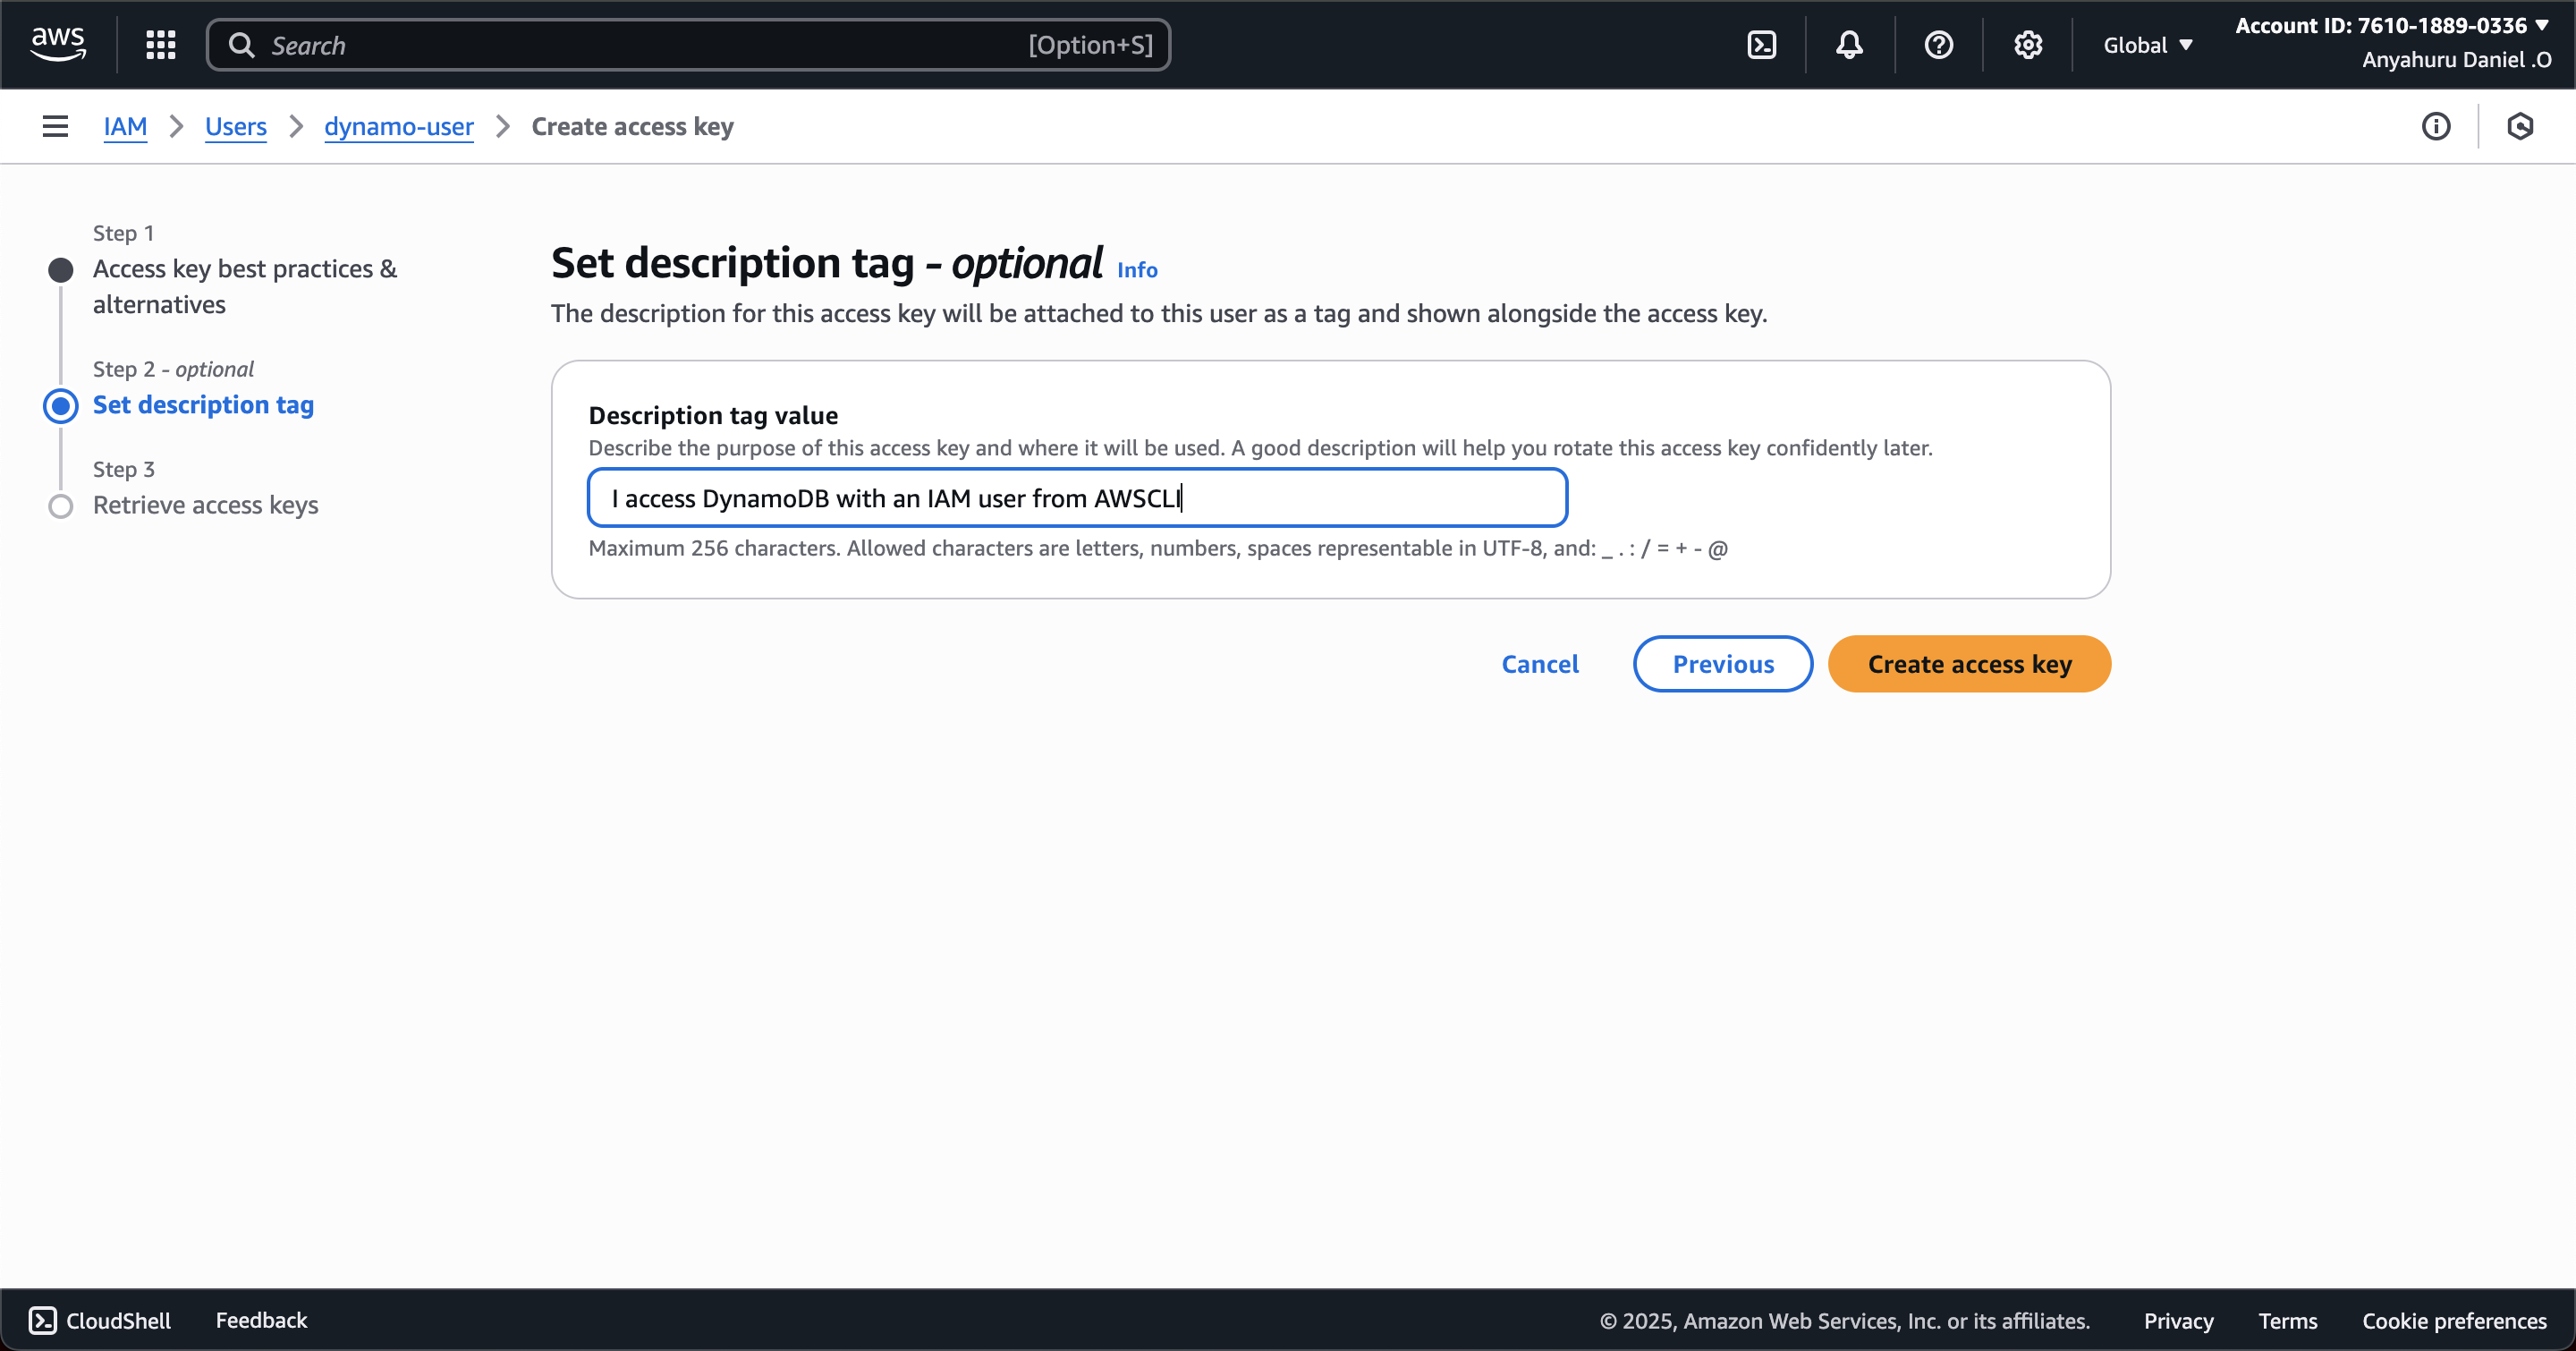 aws
Search
[Option+S]
Global
Account ID: 7610-1889-0336
Anyahuru Daniel .O
IAM
Users
dynamo-user
Create access key
Step 1
Access key best practices &
alternatives
Step 2 - optional
Set description tag
Step 3
Retrieve access keys
Set description tag - optional Info
The description for this access key will be attached to this user as a tag and shown alongside the access key.
Description tag value
Describe the purpose of this access key and where it will be used. A good description will help you rotate this access key confidently later.
I access DynamoDB with an IAM user from AWSCLI
Maximum 256 characters. Allowed characters are letters, numbers, spaces representable in UTF-8, and: _ . : / = + - @
Cancel
Previous
Create access key
CloudShell
Feedback
© 2025, Amazon Web Services, Inc. or its affiliates.
Privacy
Terms
Cookie preferences